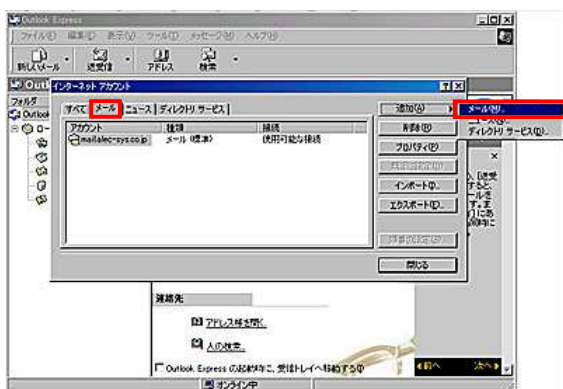 Outlook Express
ファイル(F) 編集(E) 表示(V) ツール(T) メッセージ(M) ヘルプ(H)
新しいメール 送受信 アドレス 検索
インターネット アカウント
すべて メール ニュース ディレクトリ サービス
追加(A) メール(M)...
ニュース(N)...
ディレクトリ サービス(D)...
アカウント 種類 接続
mailalec-sys.co.jp メール (標準) 使用可能な接続
削除(R)
プロパティ(P)
インポート(I)...
エクスポート(E)...
閉じる
フォルダ
連絡先
アドレス帳を開く...
人の検索...
Outlook Express の起動時に、受信トレイへ移動する(I)
前へ 次へ
オンライン中